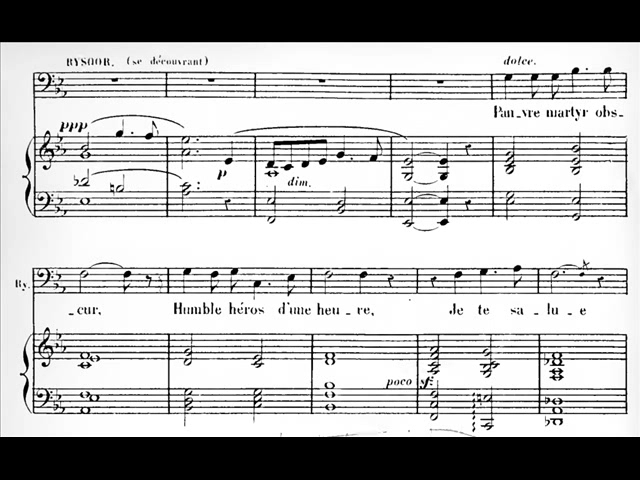 RYSOOR. (se découvrant)
dolce.
Pau_vre martyr obs_
ppp
p
dim.
Ry.
_cur, Humble héros d'une heu_re, Je te sa_lu_e
poco sf